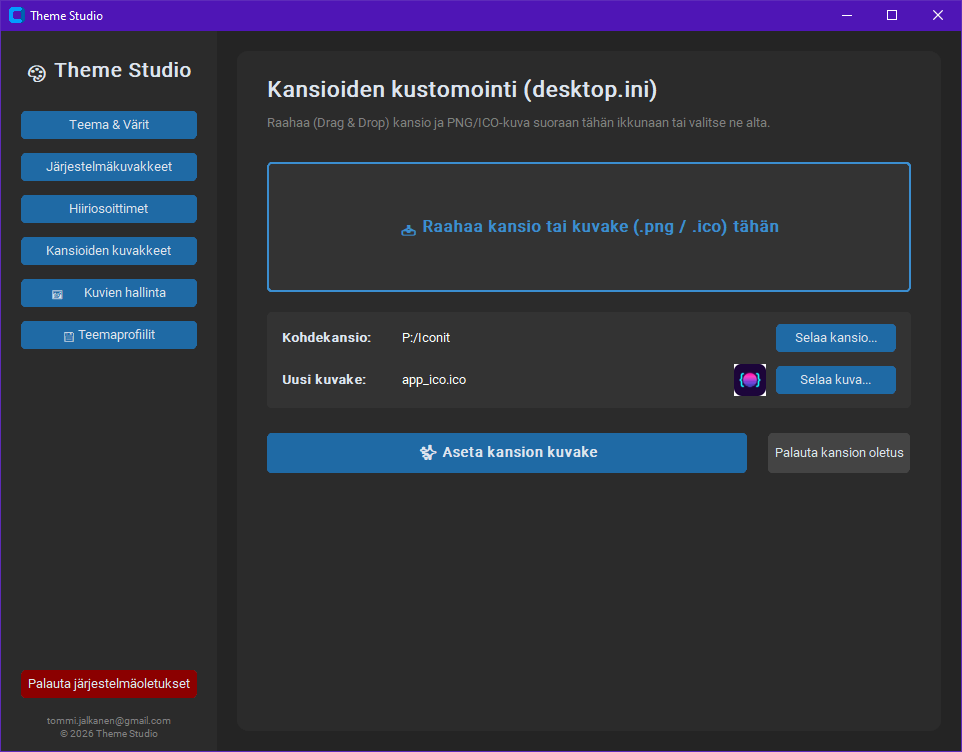 Theme Studio
Theme Studio
Teema & Värit
Järjestelmäkuvakkeet
Hiiriosoittimet
Kansioiden kuvakkeet
Kuvien hallinta
Teemaprofiilit
Palauta järjestelmäoletukset
tommi.jalkanen@gmail.com
© 2026 Theme Studio
Kansioiden kustomointi (desktop.ini)
Raahaa (Drag & Drop) kansio ja PNG/ICO-kuva suoraan tähän ikkunaan tai valitse ne alta.
Raahaa kansio tai kuvake (.png / .ico) tähän
Kohdekansio: P:/Iconit Selaa kansio...
Uusi kuvake: app_ico.ico {} Selaa kuva...
Aseta kansion kuvake Palauta kansion oletus